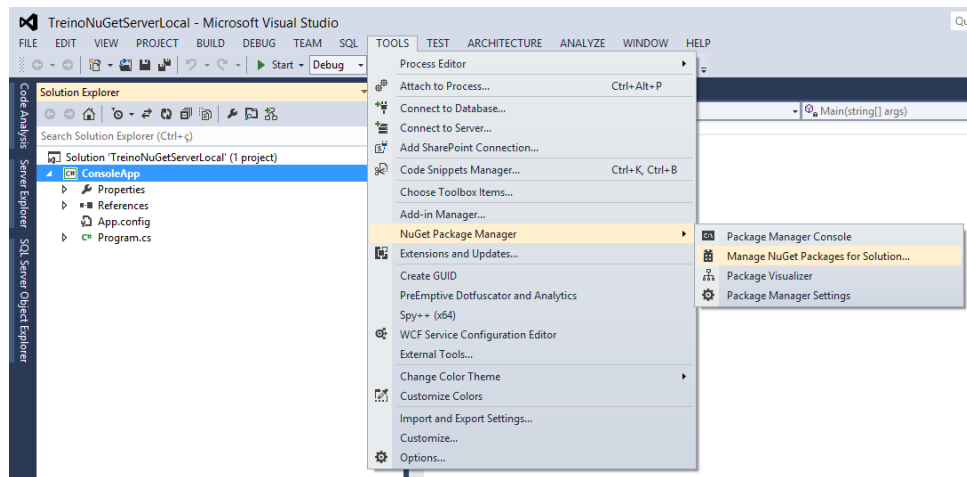 TreinoNuGetServerLocal - Microsoft Visual Studio
Qu
FILE EDIT VIEW PROJECT BUILD DEBUG TEAM SQL TOOLS TEST ARCHITECTURE ANALYZE WINDOW HELP
Start Debug
Code Analysis
Server Explorer
SQL Server Object Explorer
Solution Explorer
Search Solution Explorer (Ctrl+ç)
Solution 'TreinoNuGetServerLocal' (1 project)
C# ConsoleApp
Properties
References
App.config
C# Program.cs
Process Editor
Attach to Process... Ctrl+Alt+P
Connect to Database...
Connect to Server...
Add SharePoint Connection...
Code Snippets Manager... Ctrl+K, Ctrl+B
Choose Toolbox Items...
Add-in Manager...
NuGet Package Manager
Extensions and Updates...
Create GUID
PreEmptive Dotfuscator and Analytics
Spy++ (x64)
WCF Service Configuration Editor
External Tools...
Change Color Theme
Customize Colors
Import and Export Settings...
Customize...
Options...
Main(string[] args)
Package Manager Console
Manage NuGet Packages for Solution...
Package Visualizer
Package Manager Settings